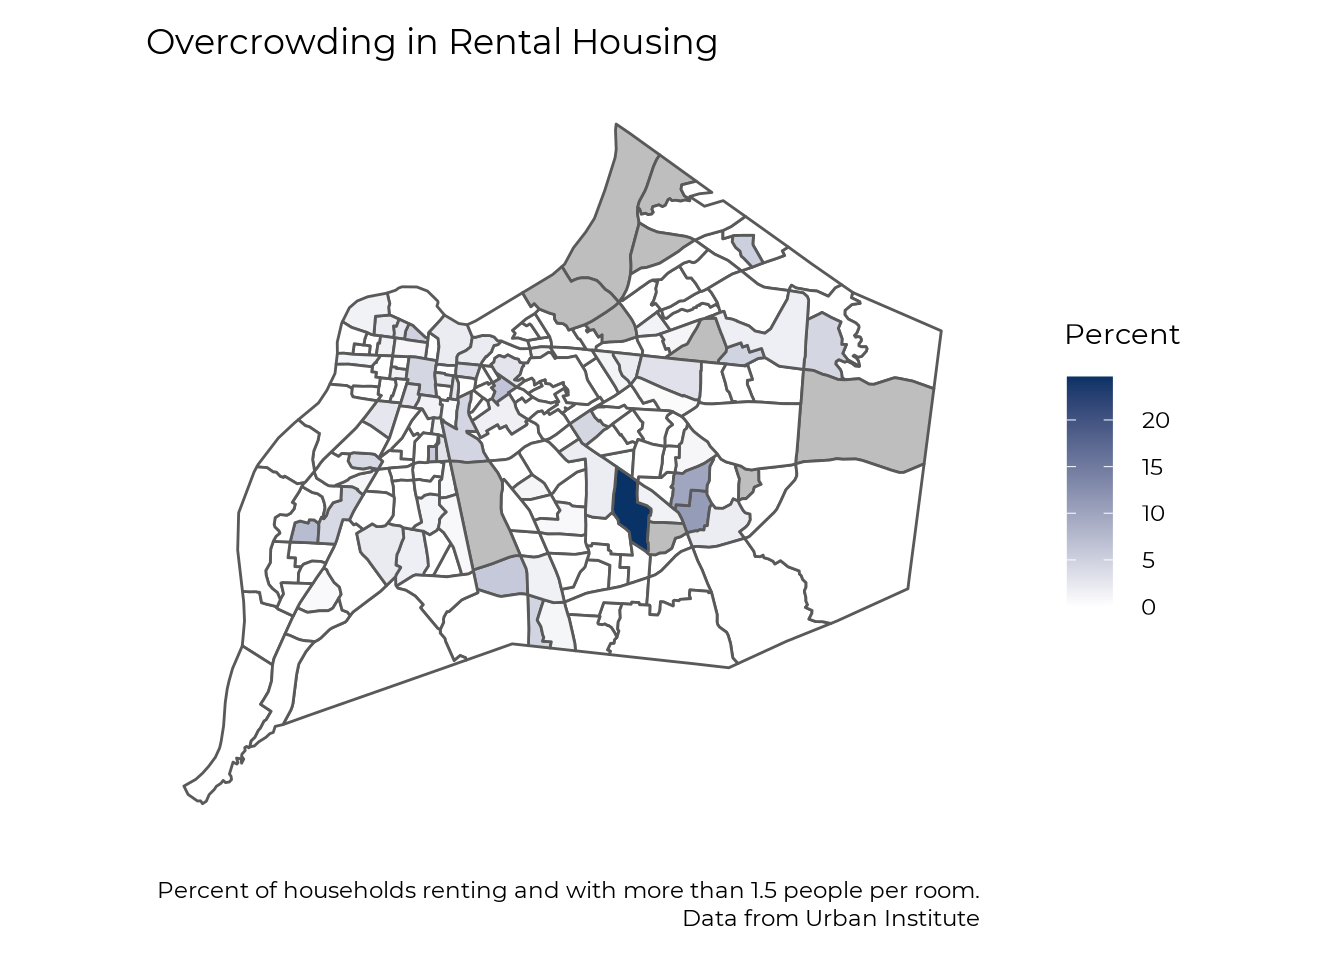 Overcrowding in Rental Housing
Percent
20
15
10
5
0
Percent of households renting and with more than 1.5 people per room.
Data from Urban Institute